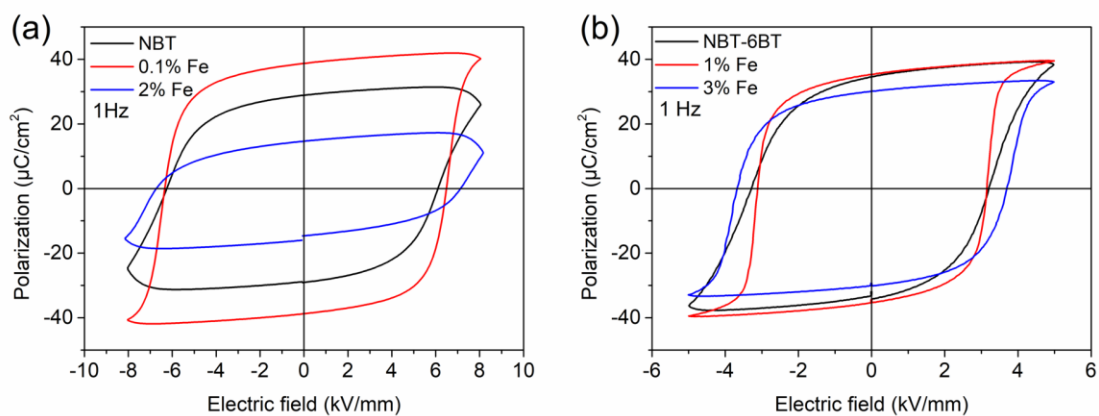 (a)
NBT
0.1% Fe
2% Fe
1Hz
40
20
0
-20
-40
Polarization (µC/cm²)
-10 -8 -6 -4 -2 0 2 4 6 8 10
Electric field (kV/mm)
(b)
NBT-6BT
1% Fe
3% Fe
1 Hz
40
20
0
-20
-40
Polarization (µC/cm²)
-6 -4 -2 0 2 4 6
Electric field (kV/mm)